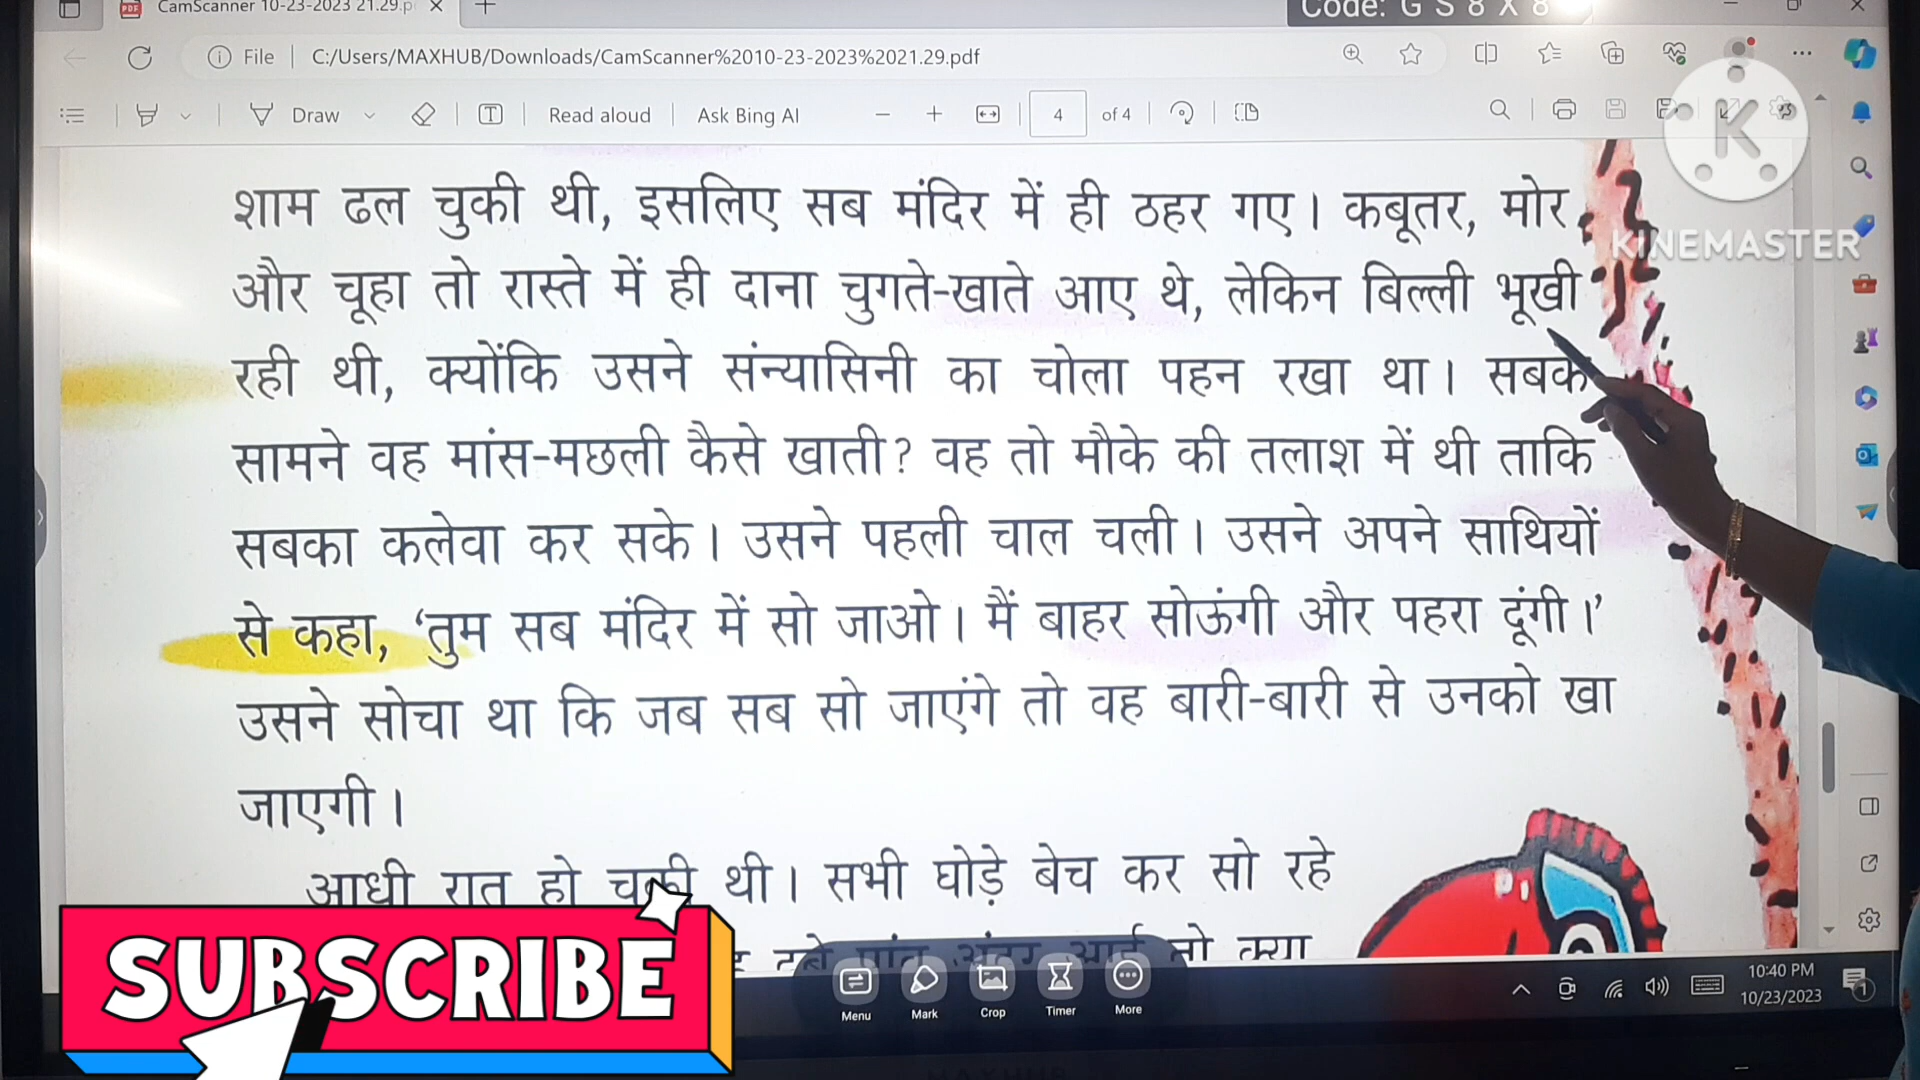 CamScanner 10-23-2023 21.29.p
Code: G S 8 X 8
File C:/Users/MAXHUB/Downloads/CamScanner%2010-23-2023%2021.29.pdf
Draw Read aloud Ask Bing AI 4 of 4
शाम ढल चुकी थी, इसलिए सब मंदिर में ही ठहर गए। कबूतर, मोर
KINEMASTER
और चूहा तो रास्ते में ही दाना चुगते-खाते आए थे, लेकिन बिल्ली भूखी
रही थी, क्योंकि उसने संन्यासिनी का चोला पहन रखा था। सबके
सामने वह मांस-मछली कैसे खाती? वह तो मौके की तलाश में थी ताकि
सबका कलेवा कर सके। उसने पहली चाल चली। उसने अपने साथियों
से कहा, ‘तुम सब मंदिर में सो जाओ। मैं बाहर सोऊंगी और पहरा दूंगी।’
उसने सोचा था कि जब सब सो जाएंगे तो वह बारी-बारी से उनको खा
जाएगी।
आधी रात हो चुकी थी। सभी घोड़े बेच कर सो रहे
दबे पांव अंदर आई तो क्या
SUBSCRIBE
Menu Mark Crop Timer More
10:40 PM
10/23/2023